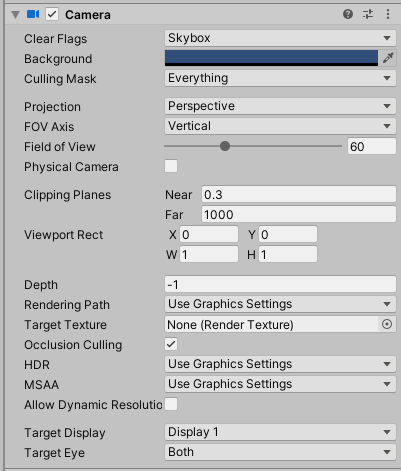 Camera
Clear Flags Skybox
Background
Culling Mask Everything
Projection Perspective
FOV Axis Vertical
Field of View 60
Physical Camera
Clipping Planes Near 0.3
Far 1000
Viewport Rect X 0 Y 0
W 1 H 1
Depth -1
Rendering Path Use Graphics Settings
Target Texture None (Render Texture)
Occlusion Culling
HDR Use Graphics Settings
MSAA Use Graphics Settings
Allow Dynamic Resolutio
Target Display Display 1
Target Eye Both